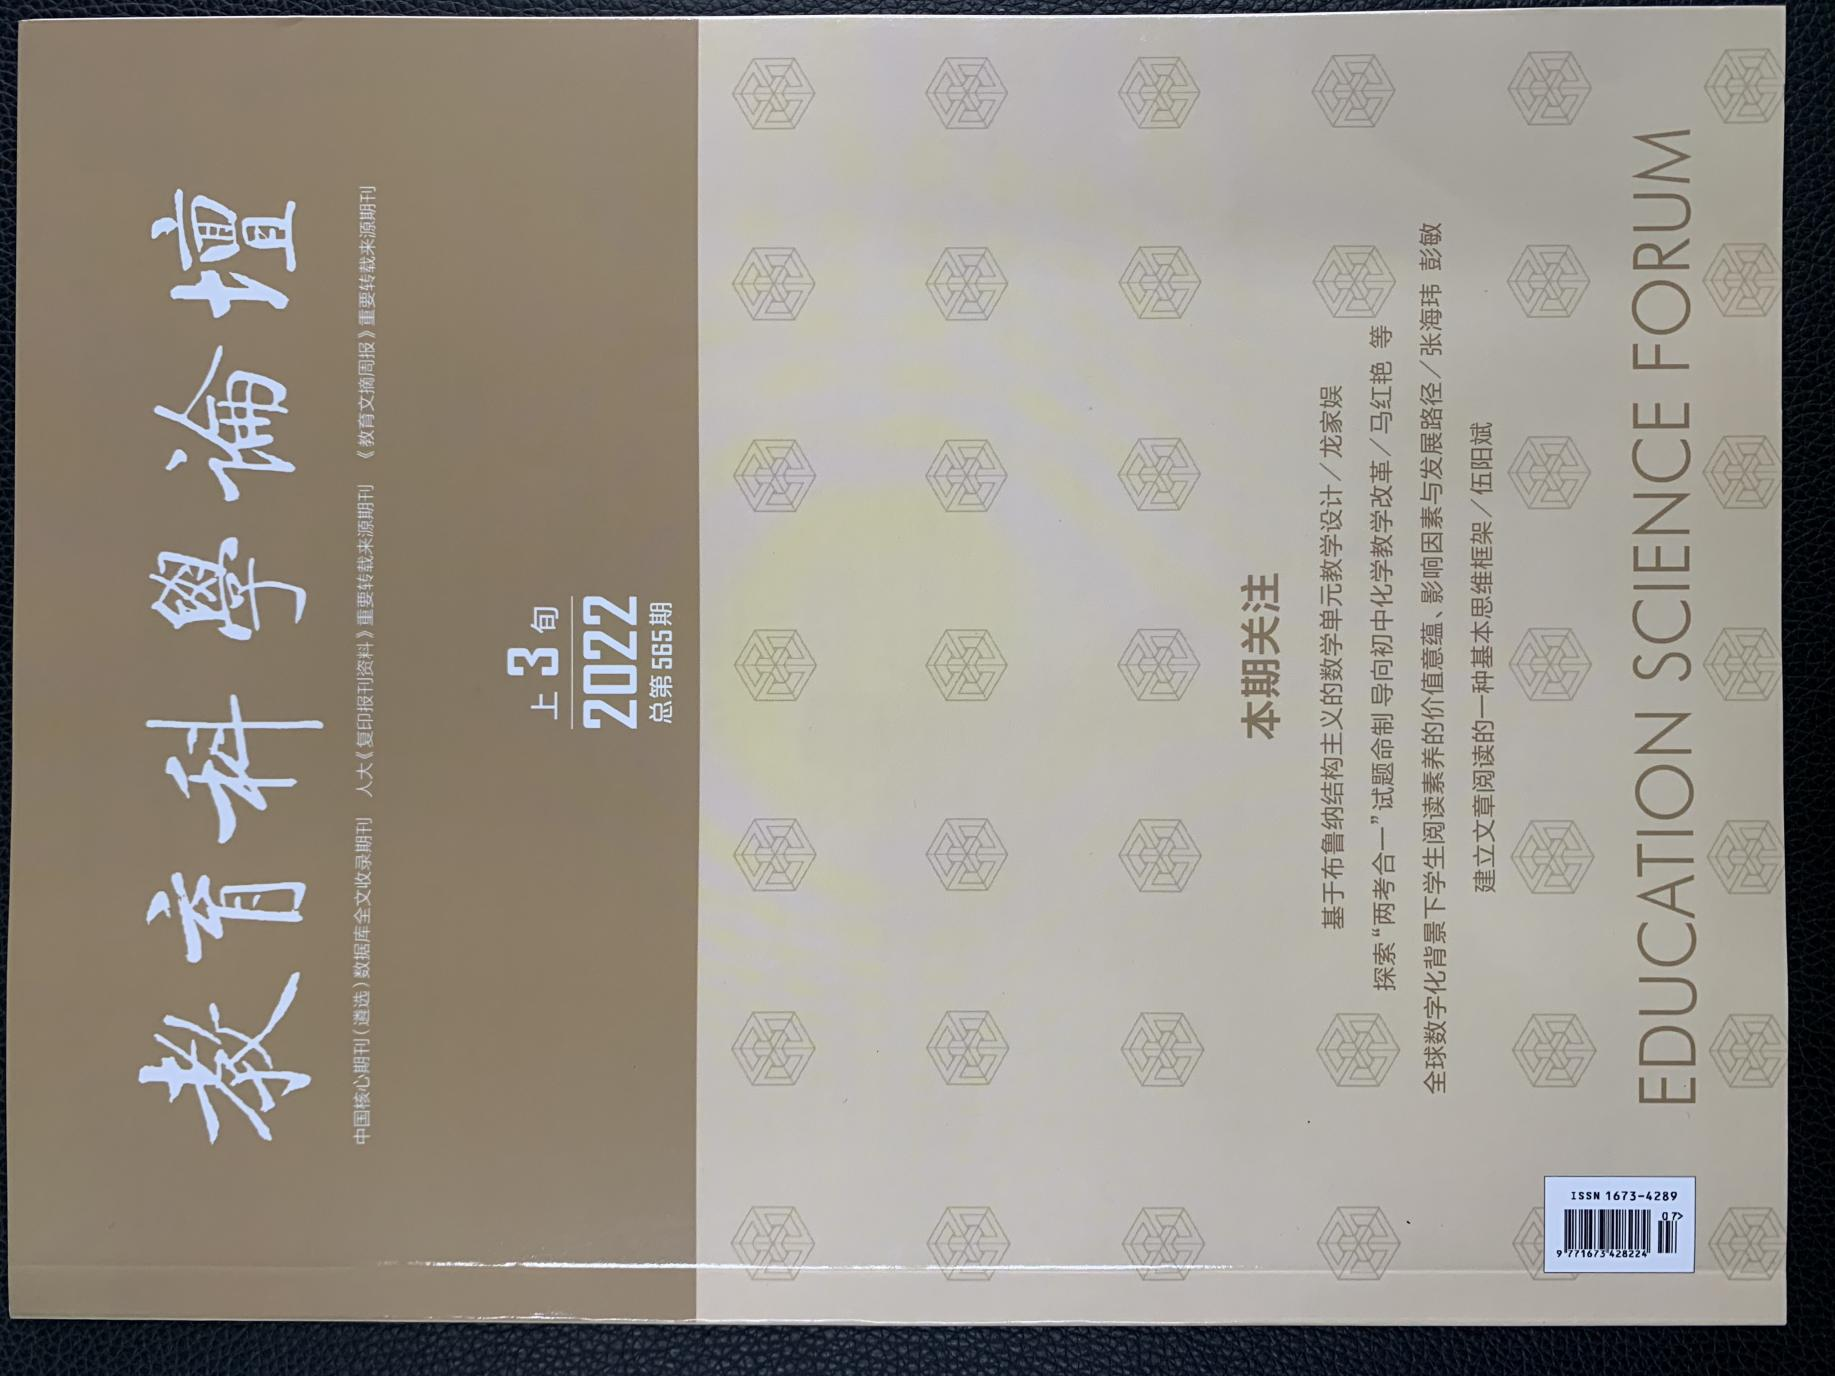 教育科學論壇
中国核心期刊（遴选）数据库全文收录期刊 人大《复印报刊资料》重要转载来源期刊 《教育文摘周报》重要转载来源期刊
上3旬
2022
总第565期
本期关注
基于布鲁纳结构主义的数学单元教学设计／龙家娱
探索“两考合一”试题命制 导向初中化学教学改革／马红艳 等
全球数字化背景下学生阅读素养的价值意蕴、影响因素与发展路径／张海玮 彭敏
建立文章阅读的一种基本思维框架／伍阳斌
EDUCATION SCIENCE FORUM
ISSN 1673-4289
07>
9 771673 428224